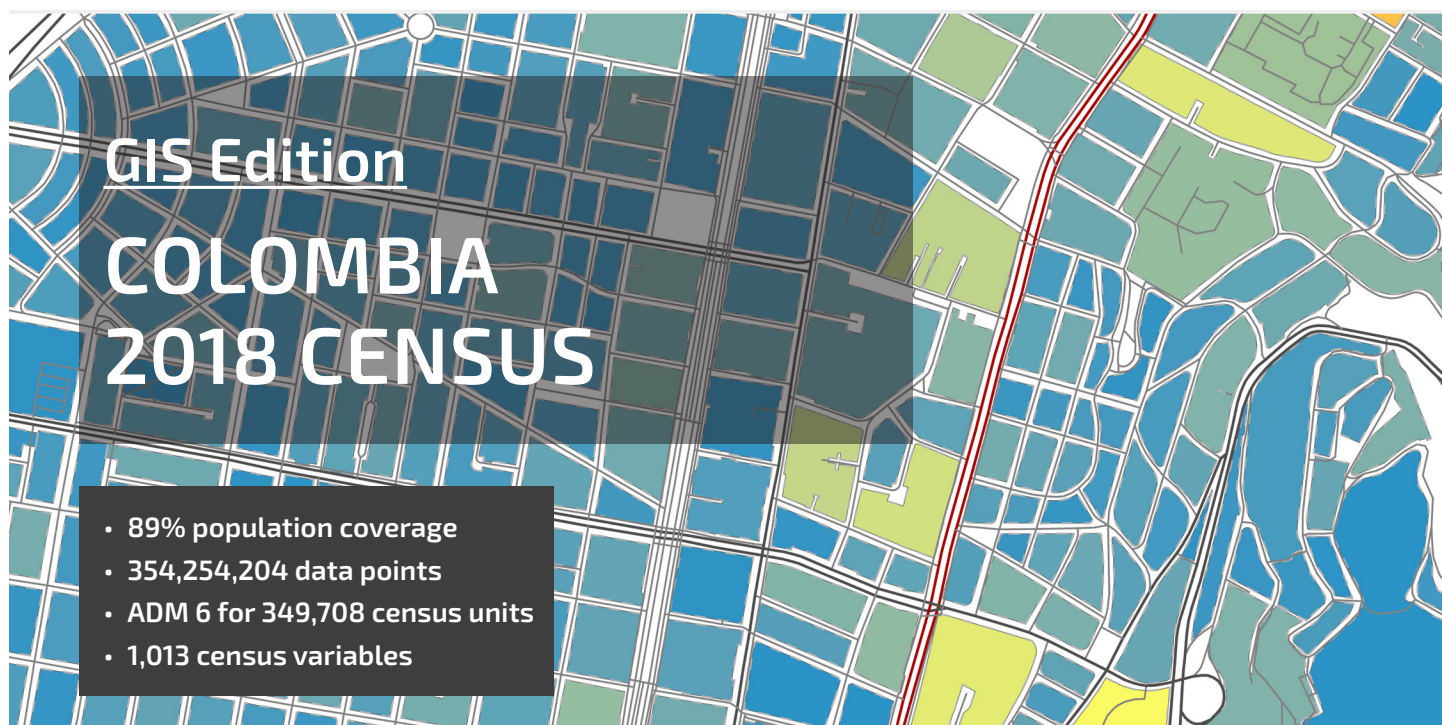 GIS Edition
COLOMBIA
2018 CENSUS
• 89% population coverage
• 354,254,204 data points
• ADM 6 for 349,708 census units
• 1,013 census variables